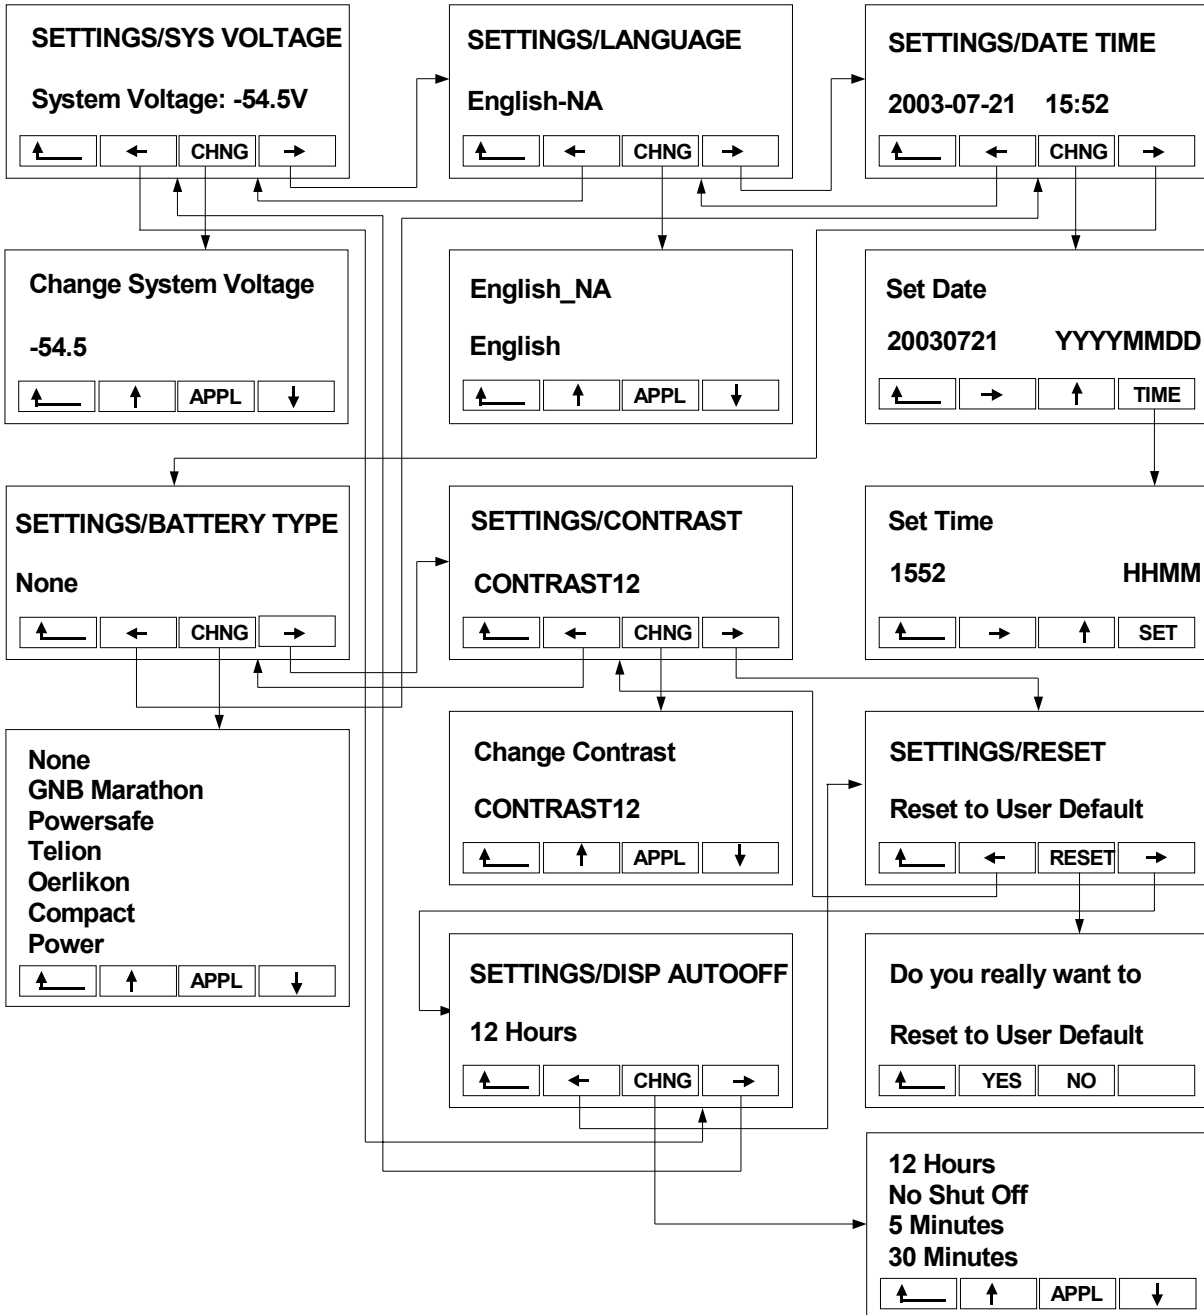 SETTINGS/SYS VOLTAGE
System Voltage: -54.5V
CHNG
SETTINGS/LANGUAGE
English-NA
CHNG
SETTINGS/DATE TIME
2003-07-21 15:52
CHNG
Change System Voltage
-54.5
APPL
English_NA
English
APPL
Set Date
20030721 YYYYMMDD
TIME
SETTINGS/BATTERY TYPE
None
CHNG
SETTINGS/CONTRAST
CONTRAST12
CHNG
Set Time
1552 HHMM
SET
None
GNB Marathon
Powersafe
Telion
Oerlikon
Compact
Power
APPL
Change Contrast
CONTRAST12
APPL
SETTINGS/RESET
Reset to User Default
RESET
SETTINGS/DISP AUTOOFF
12 Hours
CHNG
Do you really want to
Reset to User Default
YES NO
12 Hours
No Shut Off
5 Minutes
30 Minutes
APPL